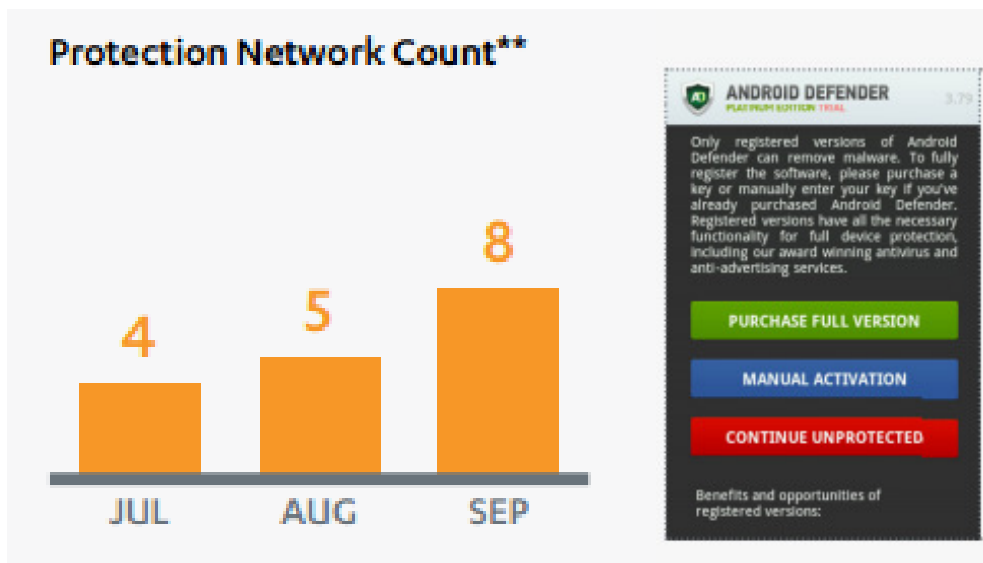 Protection Network Count**
4
5
8
JUL
AUG
SEP
ANDROID DEFENDER
PLATINUM EDITION TRIAL
3.79
Only registered versions of Android
Defender can remove malware. To fully
register the software, please purchase a
key or manually enter your key if you've
already purchased Android Defender.
Registered versions have all the necessary
functionality for full device protection,
including our award winning antivirus and
anti-advertising services.
PURCHASE FULL VERSION
MANUAL ACTIVATION
CONTINUE UNPROTECTED
Benefits and opportunities of
registered versions: